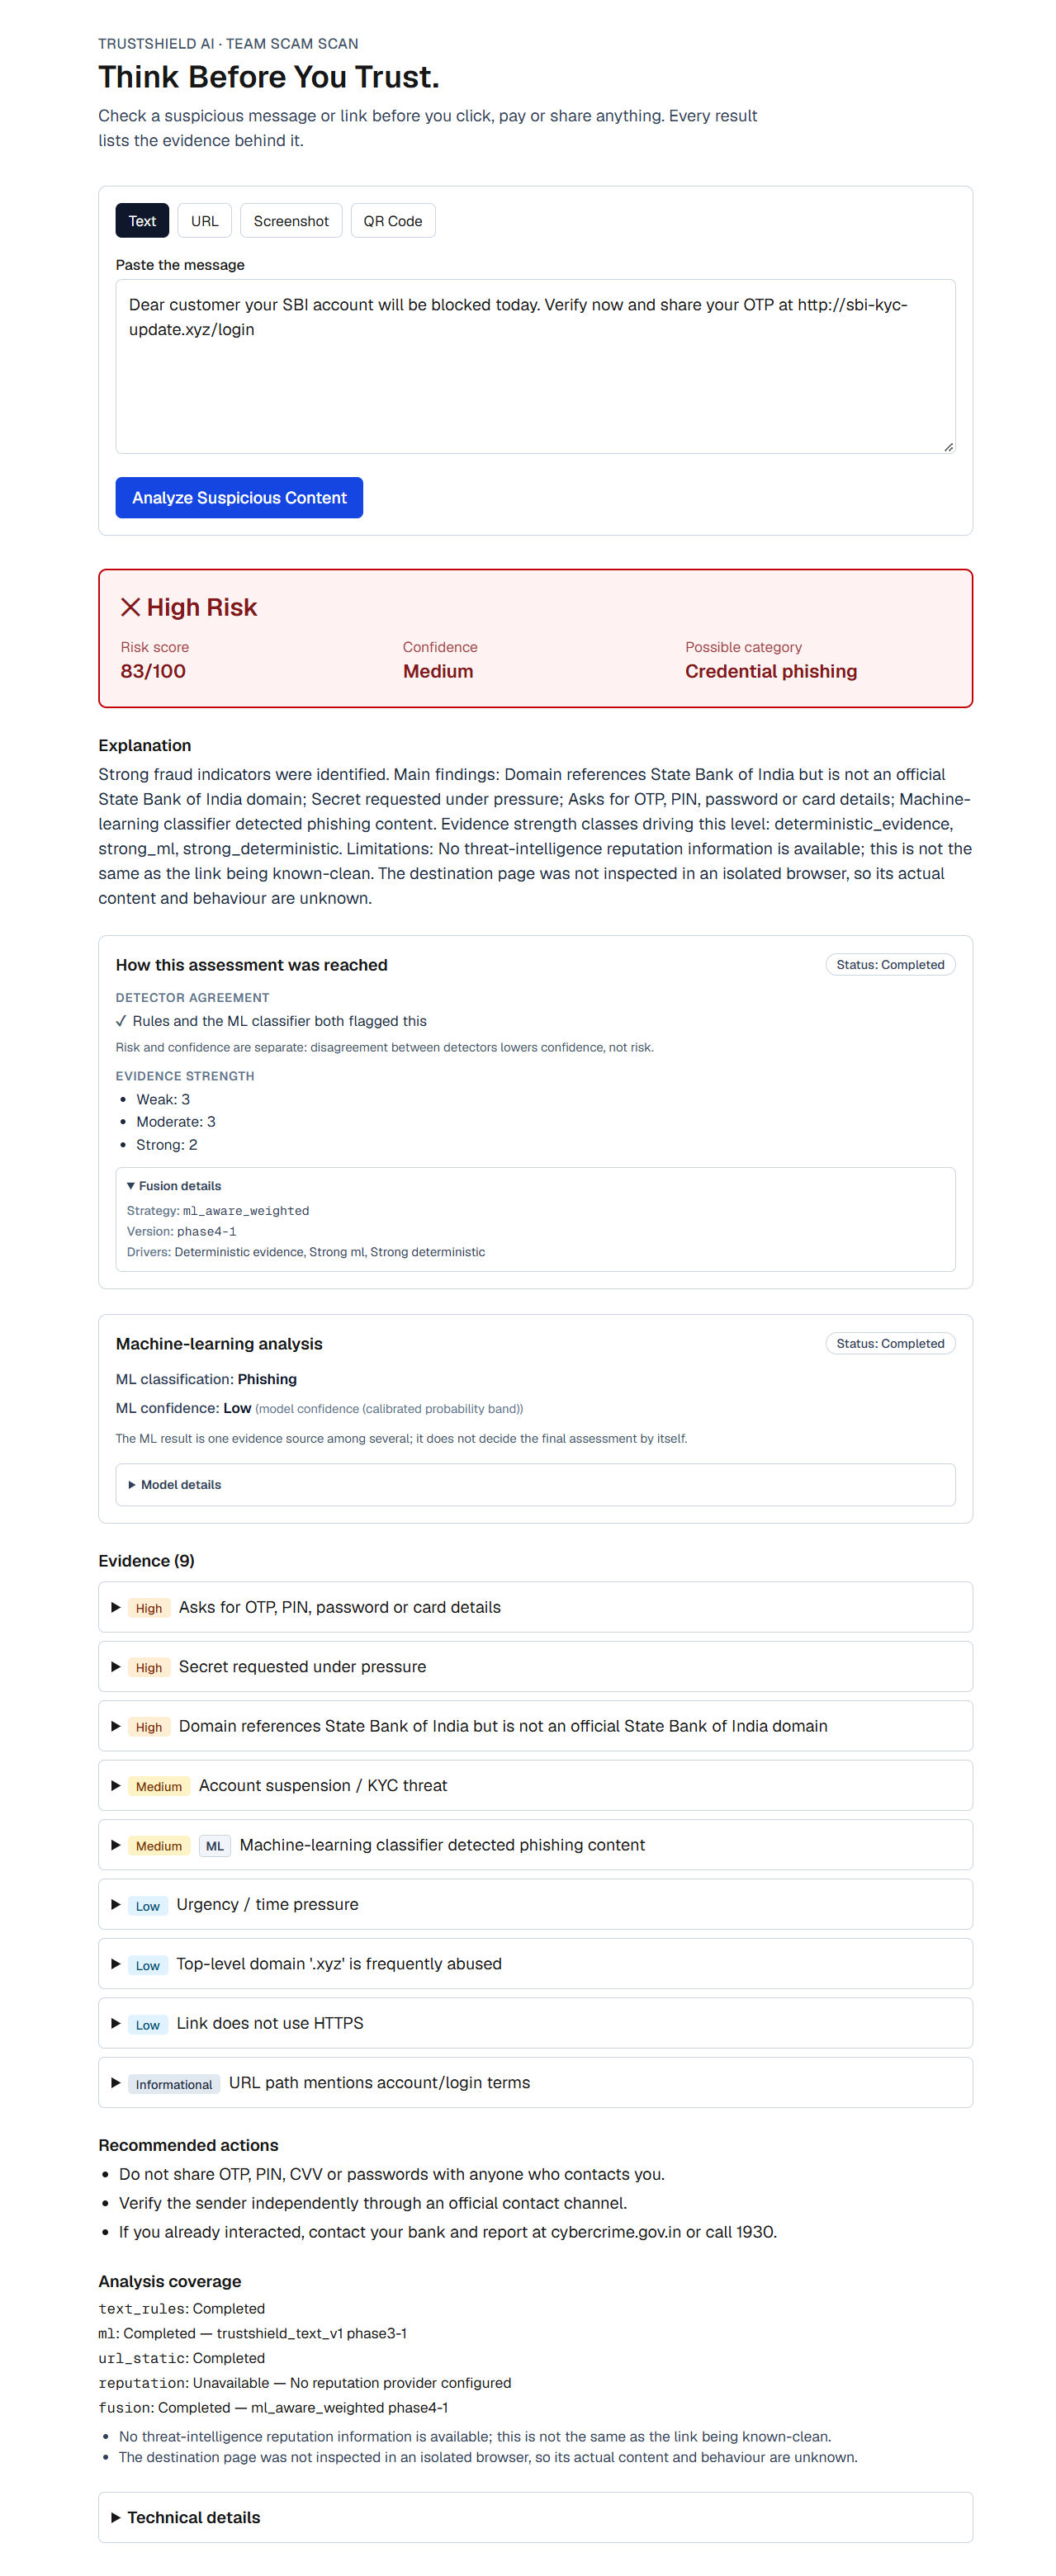 TRUSTSHIELD AI · TEAM SCAM SCAN
Think Before You Trust.
Check a suspicious message or link before you click, pay or share anything. Every result
lists the evidence behind it.
Text URL Screenshot QR Code
Paste the message
Dear customer your SBI account will be blocked today. Verify now and share your OTP at http://sbi-kyc-
update.xyz/login
Analyze Suspicious Content
✕ High Risk
Risk score Confidence Possible category
83/100 Medium Credential phishing
Explanation
Strong fraud indicators were identified. Main findings: Domain references State Bank of India but is not an official
State Bank of India domain; Secret requested under pressure; Asks for OTP, PIN, password or card details; Machine-
learning classifier detected phishing content. Evidence strength classes driving this level: deterministic_evidence,
strong_ml, strong_deterministic. Limitations: No threat-intelligence reputation information is available; this is not the
same as the link being known-clean. The destination page was not inspected in an isolated browser, so its actual
content and behaviour are unknown.
How this assessment was reached Status: Completed
DETECTOR AGREEMENT
✓ Rules and the ML classifier both flagged this
Risk and confidence are separate: disagreement between detectors lowers confidence, not risk.
EVIDENCE STRENGTH
• Weak: 3
• Moderate: 3
• Strong: 2
▼ Fusion details
Strategy: ml_aware_weighted
Version: phase4-1
Drivers: Deterministic evidence, Strong ml, Strong deterministic
Machine-learning analysis Status: Completed
ML classification: Phishing
ML confidence: Low (model confidence (calibrated probability band))
The ML result is one evidence source among several; it does not decide the final assessment by itself.
▶ Model details
Evidence (9)
▶ High Asks for OTP, PIN, password or card details
▶ High Secret requested under pressure
▶ High Domain references State Bank of India but is not an official State Bank of India domain
▶ Medium Account suspension / KYC threat
▶ Medium ML Machine-learning classifier detected phishing content
▶ Low Urgency / time pressure
▶ Low Top-level domain '.xyz' is frequently abused
▶ Low Link does not use HTTPS
▶ Informational URL path mentions account/login terms
Recommended actions
• Do not share OTP, PIN, CVV or passwords with anyone who contacts you.
• Verify the sender independently through an official contact channel.
• If you already interacted, contact your bank and report at cybercrime.gov.in or call 1930.
Analysis coverage
text_rules: Completed
ml: Completed — trustshield_text_v1 phase3-1
url_static: Completed
reputation: Unavailable — No reputation provider configured
fusion: Completed — ml_aware_weighted phase4-1
• No threat-intelligence reputation information is available; this is not the same as the link being known-clean.
• The destination page was not inspected in an isolated browser, so its actual content and behaviour are unknown.
▶ Technical details